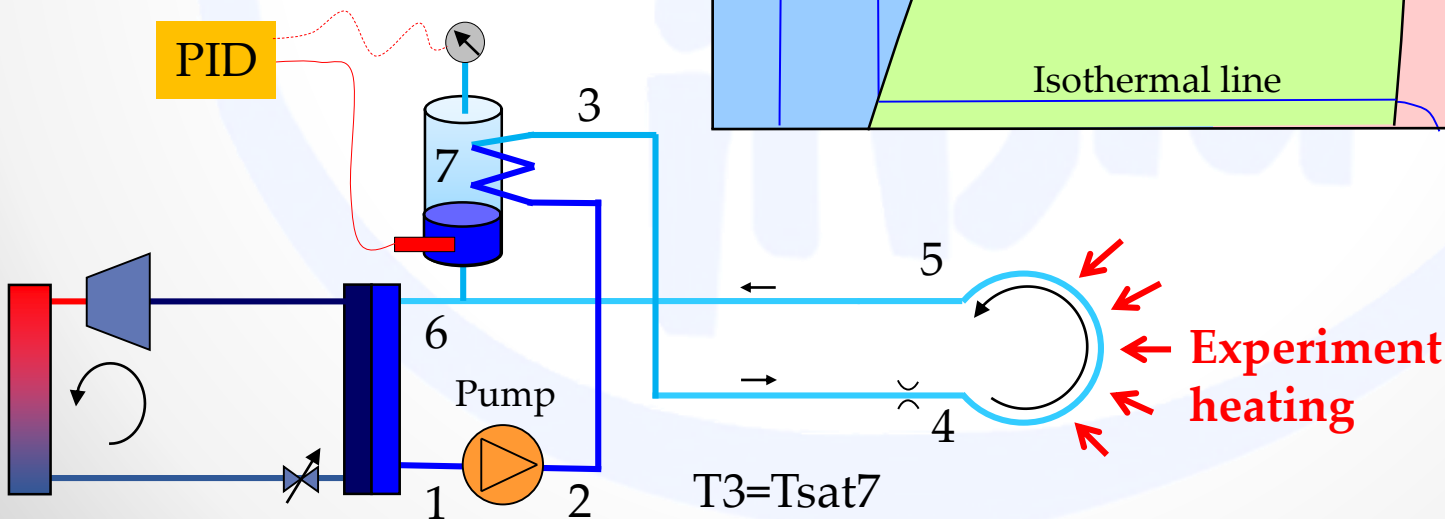 PID
Isothermal line
3
7
5
6
Experiment
heating
Pump
4
1
2
T3=Tsat7